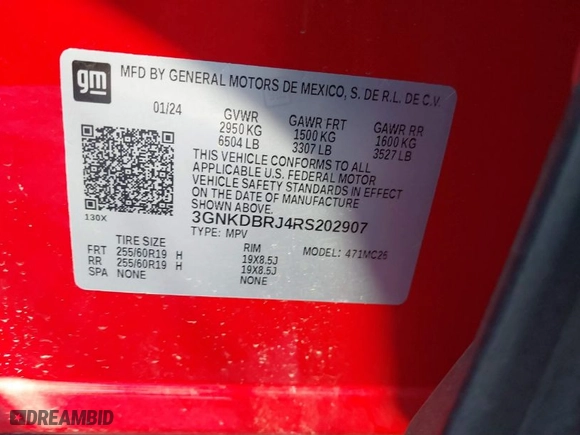 gm
MFD BY GENERAL MOTORS DE MEXICO, S. DE R.L. DE C.V.
01/24 GVWR GAWR FRT GAWR RR
2950 KG 1500 KG 1600 KG
6504 LB 3307 LB 3527 LB
THIS VEHICLE CONFORMS TO ALL
APPLICABLE U.S. FEDERAL MOTOR
VEHICLE SAFETY STANDARDS IN EFFECT
ON THE DATE OF MANUFACTURE
SHOWN ABOVE.
130X 3GNKDBRJ4RS202907
TYPE: MPV MODEL: 471MC26
TIRE SIZE RIM
FRT 255/60R19 H 19X8.5J
RR 255/60R19 H 19X8.5J
SPA NONE NONE
DREAMBID